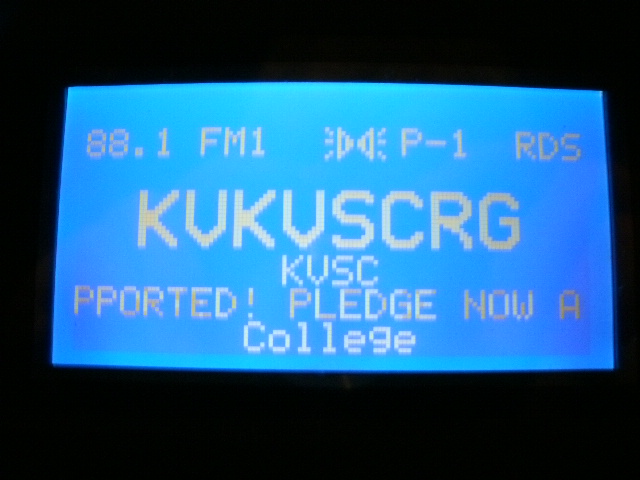 88.1 FM1 P-1 RDS
KVKVSCRG
KVSC
PPORTED! PLEDGE NOW A
College